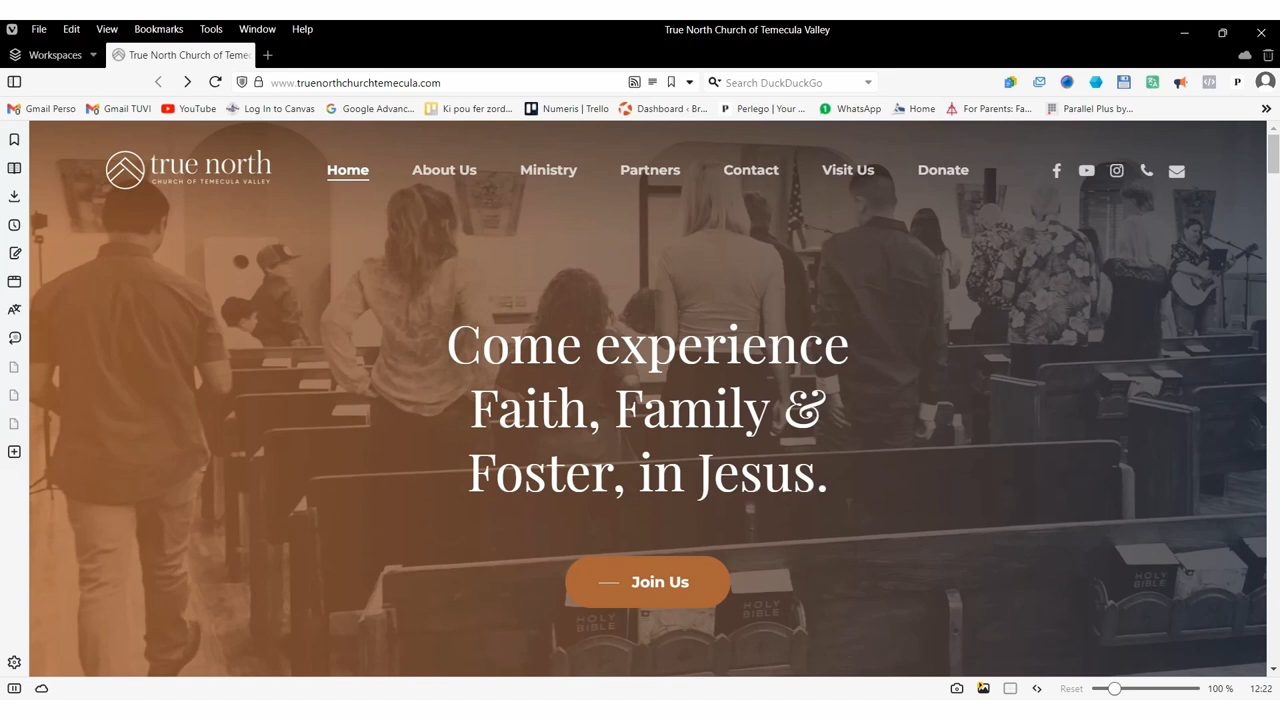 File Edit View Bookmarks Tools Window Help
True North Church of Temecula Valley
Workspaces
True North Church of Teme
www.truenorthchurchtemecula.com
Search DuckDuckGo
P
Gmail Perso
Gmail TUVI
YouTube
Log In to Canvas
Google Advanc...
Ki pou fer zord...
Numeris | Trello
Dashboard ‹ Br...
P Perlego | Your ...
WhatsApp
Home
For Parents: Fa...
Parallel Plus by...
true north
CHURCH OF TEMECULA VALLEY
Home
About Us
Ministry
Partners
Contact
Visit Us
Donate
Come experience
Faith, Family &
Foster, in Jesus.
Join Us
HOLY
BIBLE
HOLY
BIBLE
HOLY
BIBLE
Reset
100 %
12:22